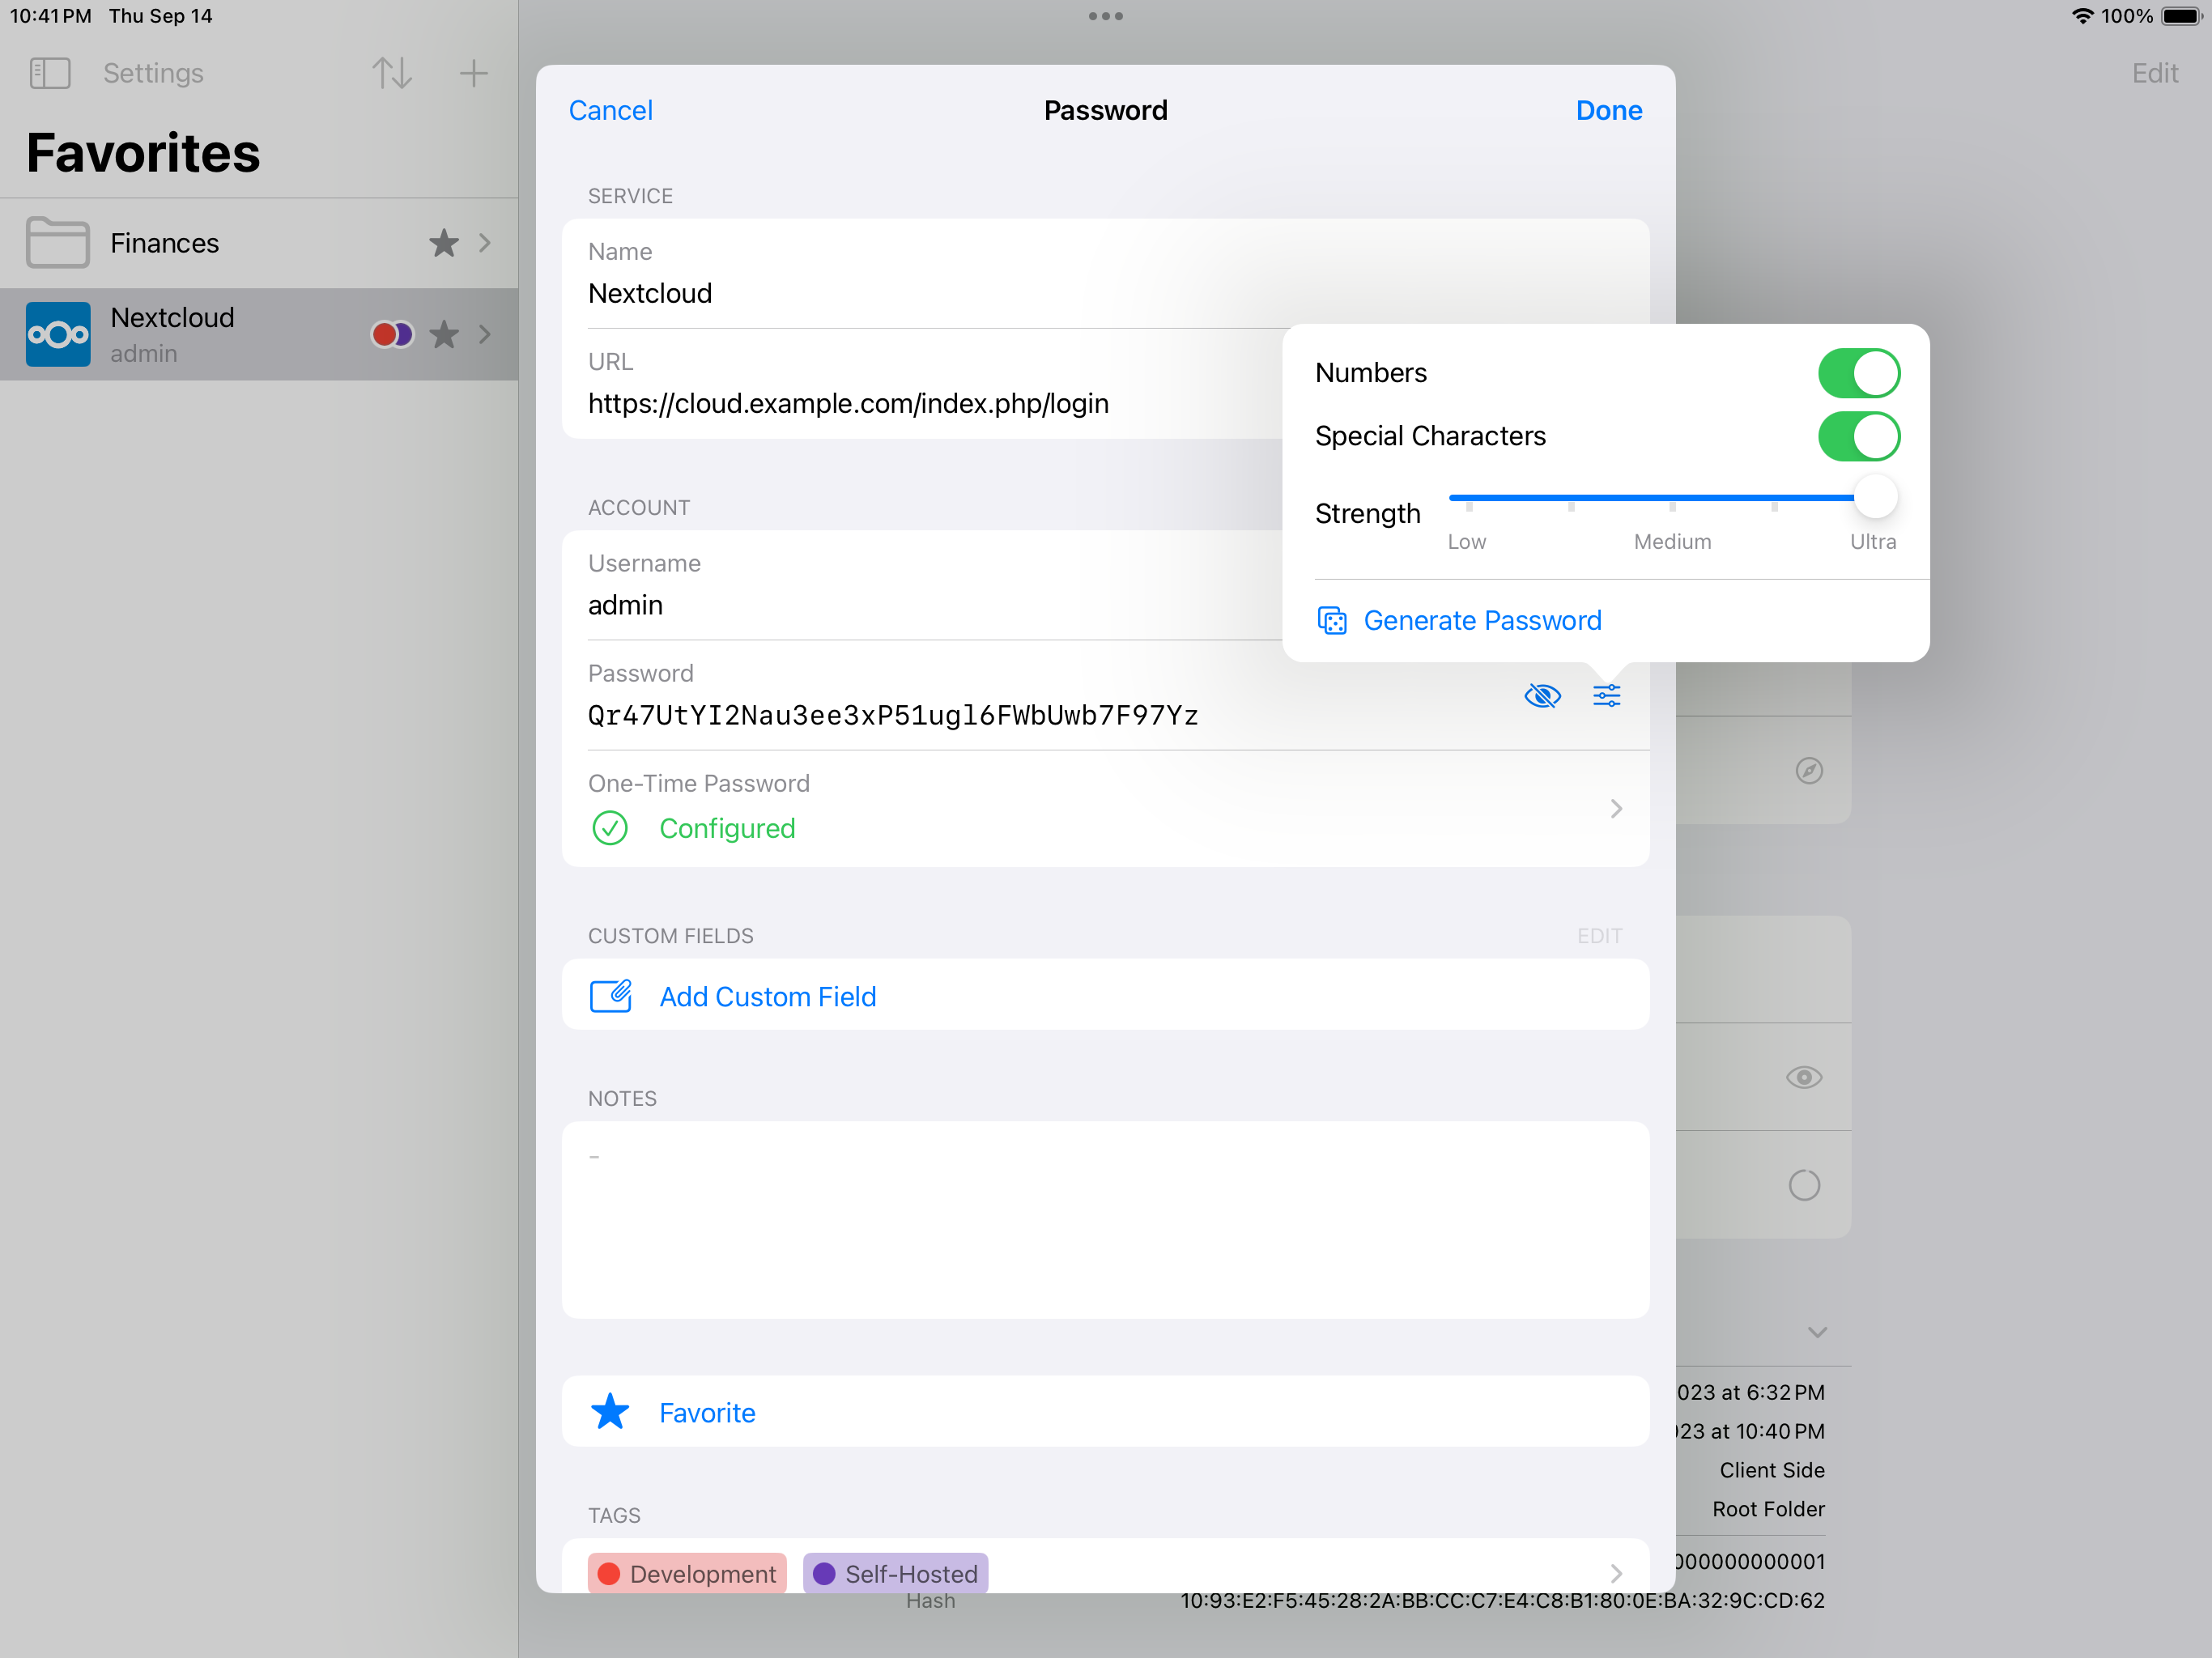 10:41 PM Thu Sep 14
100%
Settings
Edit
Favorites
Finances
Nextcloud
admin
Cancel
Password
Done
SERVICE
Name
Nextcloud
URL
https://cloud.example.com/index.php/login
ACCOUNT
Username
admin
Password
Qr47UtYI2Nau3ee3xP51ugl6FWbUwb7F97Yz
One-Time Password
Configured
CUSTOM FIELDS
EDIT
Add Custom Field
NOTES
-
Favorite
TAGS
Development
Self-Hosted
Numbers
Special Characters
Strength
Low
Medium
Ultra
Generate Password
023 at 6:32 PM
23 at 10:40 PM
Client Side
Root Folder
000000000001
Hash
10:93:E2:F5:45:28:2A:BB:CC:C7:E4:C8:B1:80:0E:BA:32:9C:CD:62